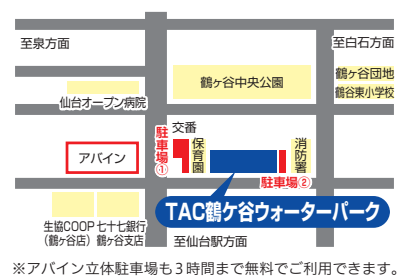 至泉方面
至白石方面
鶴ヶ谷中央公園
鶴ケ谷団地
鶴谷東小学校
仙台オープン病院
交番
アバイン
駐車場①
保育園
消防署
駐車場②
TAC鶴ケ谷ウォーターパーク
生協COOP
(鶴ヶ谷店)
七十七銀行
鶴ケ谷支店
至仙台駅方面
※アバイン立体駐車場も3時間まで無料でご利用できます。